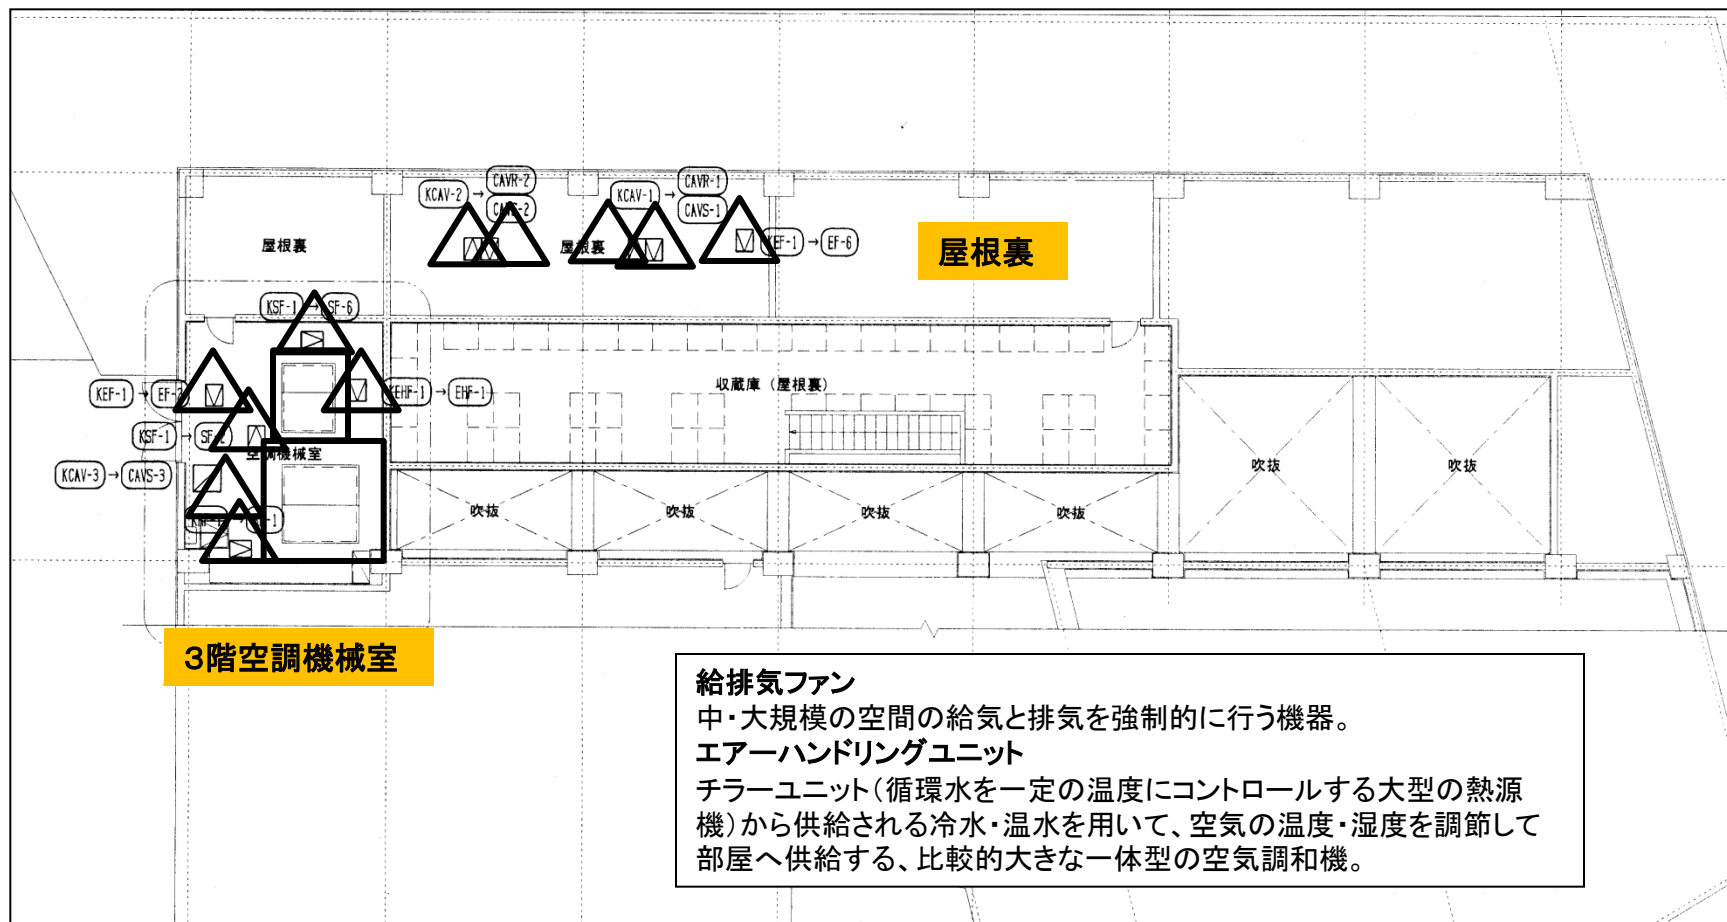 KCAV-2
CAVR-2
CAVS-2
KCAV-1
CAVR-1
CAVS-1
屋根裏
屋根裏
KEF-1
EF-6
屋根裏
KSF-1
SF-6
KEF-1
EF-2
KEHF-1
EHF-1
収蔵庫(屋根裏)
KSF-1
SF-2
空調機械室
KCAV-3
CAVS-3
吹抜
吹抜
吹抜
吹抜
吹抜
吹抜
3階空調機械室
給排気ファン
中・大規模の空間の給気と排気を強制的に行う機器。
エアーハンドリングユニット
チラーユニット(循環水を一定の温度にコントロールする大型の熱源
機)から供給される冷水・温水を用いて、空気の温度・湿度を調節して
部屋へ供給する、比較的大きな一体型の空気調和機。